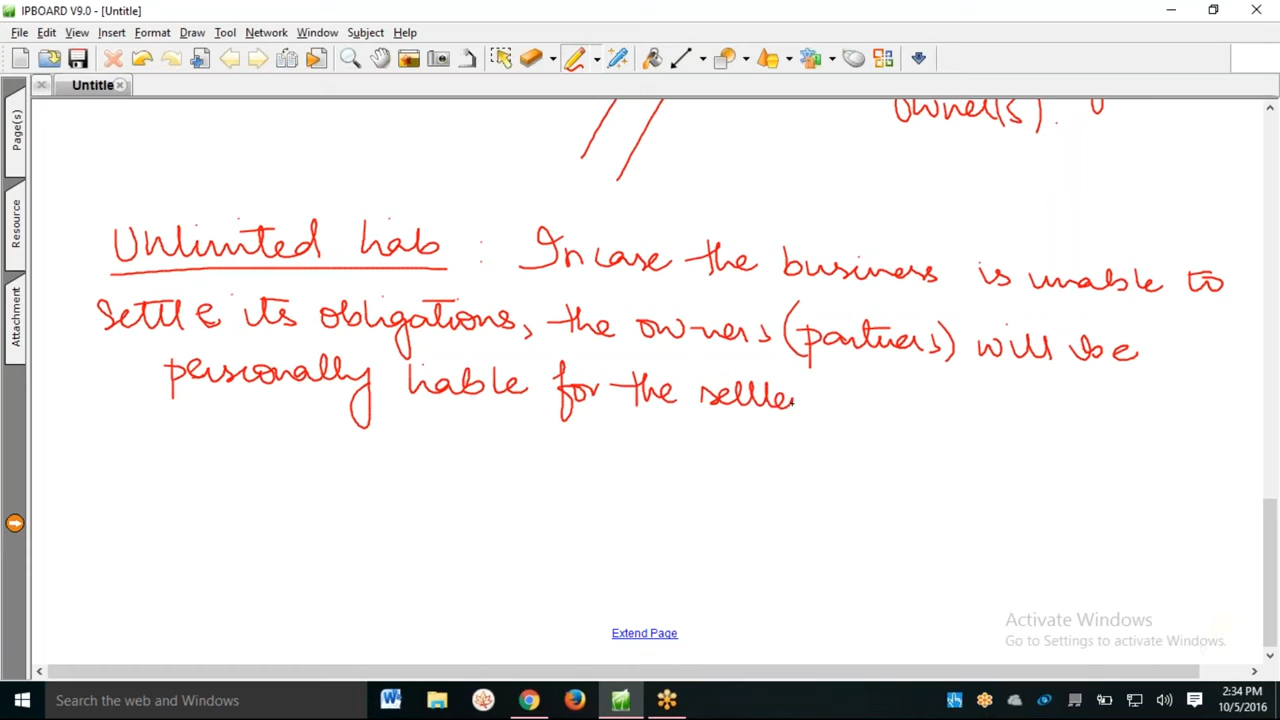 IPBOARD V9.0 - [Untitle]
File Edit View Insert Format Draw Tool Network Window Subject Help
Untitle
Page(s)
Resource
Attachment
owner(s).
Unlimited liab : Incase the business is unable to
settle its obligations, the owners (partners) will be
personally liable for the settle
Extend Page
Activate Windows
Go to Settings to activate Windows.
Search the web and Windows
2:34 PM
10/5/2016